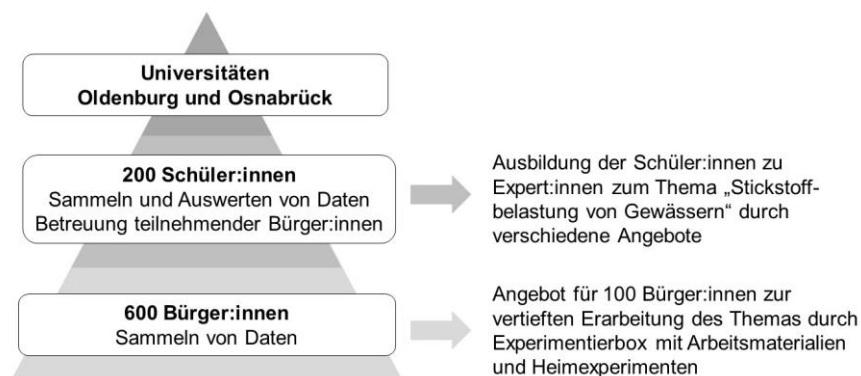 Universitäten
Oldenburg und Osnabrück
200 Schüler:innen
Sammeln und Auswerten von Daten
Betreuung teilnehmender Bürger:innen
Ausbildung der Schüler:innen zu
Expert:innen zum Thema „Stickstoff-
belastung von Gewässern“ durch
verschiedene Angebote
600 Bürger:innen
Sammeln von Daten
Angebot für 100 Bürger:innen zur
vertieften Erarbeitung des Themas durch
Experimentierbox mit Arbeitsmaterialien
und Heimexperimenten